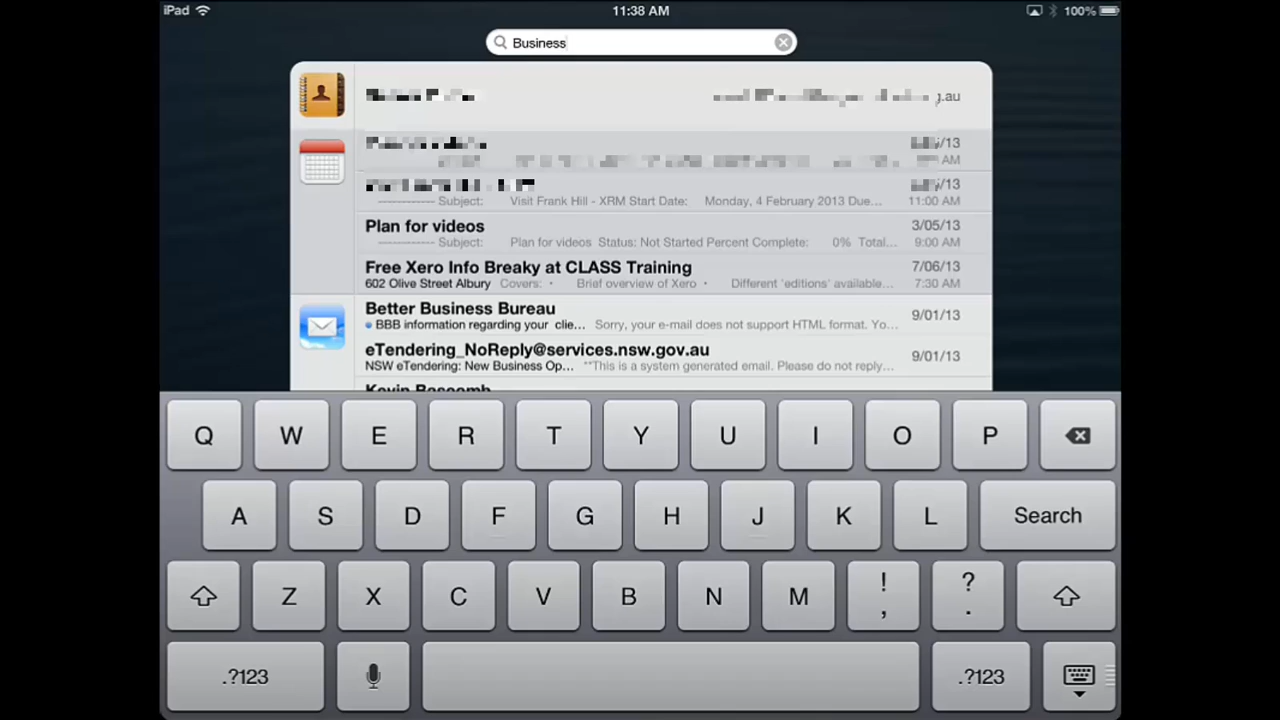 iPad 11:38 AM 100%
Business
g.au
/13
AM
/13
Subject: Visit Frank Hill - XRM Start Date: Monday, 4 February 2013 Due... 11:00 AM
Plan for videos 3/05/13
Subject: Plan for videos Status: Not Started Percent Complete: 0% Total... 9:00 AM
Free Xero Info Breaky at CLASS Training 7/06/13
602 Olive Street Albury Covers: • Brief overview of Xero • Different 'editions' available... 7:30 AM
Better Business Bureau 9/01/13
BBB information regarding your clie... Sorry, your e-mail does not support HTML format. Yo...
eTendering_NoReply@services.nsw.gov.au 9/01/13
NSW eTendering: New Business Op... **This is a system generated email. Please do not reply...
Kevin Bascomb
Q W E R T Y U I O P
A S D F G H J K L Search
Z X C V B N M ! , ? .
.?123 .?123